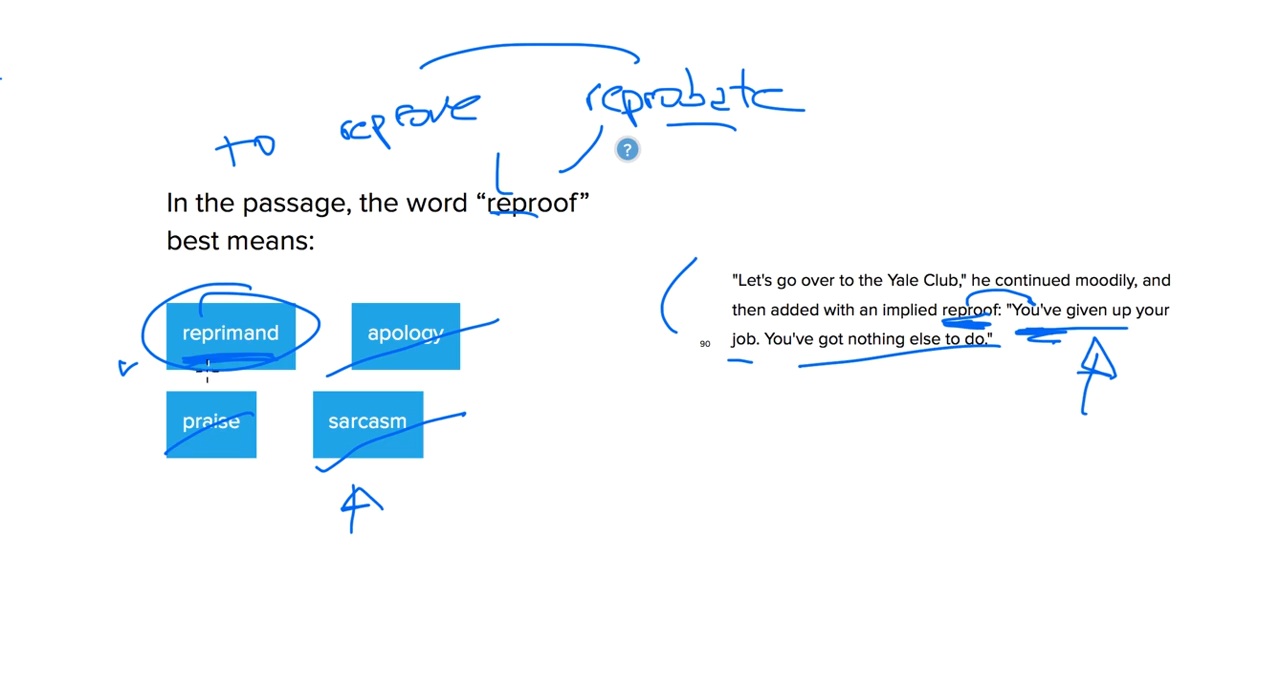 to reprove reprobate
?
In the passage, the word “reproof”
best means:
reprimand apology
praise sarcasm
"Let's go over to the Yale Club," he continued moodily, and
then added with an implied reproof: "You've given up your
90 job. You've got nothing else to do."